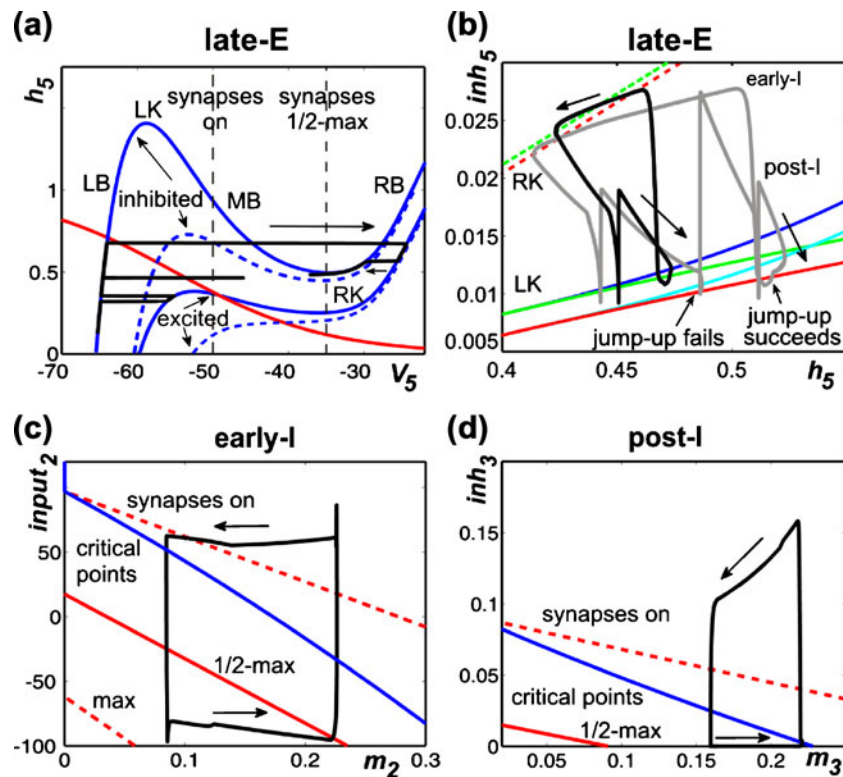 (a) late-E
h5
synapses on
synapses 1/2-max
LK
LB
MB
RB
inhibited
RK
excited
1
0.5
0
-70 -60 -50 -40 -30
V5
(b) late-E
inh5
early-I
post-I
RK
LK
jump-up fails
jump-up succeeds
0.025
0.02
0.015
0.01
0.005
0.4 0.45 0.5
h5
(c) early-I
input2
synapses on
critical points
1/2-max
max
50
0
-50
-100
0 0.1 0.2 0.3
m2
(d) post-I
inh3
synapses on
critical points
1/2-max
0.15
0.1
0.05
0
0.05 0.1 0.15 0.2
m3